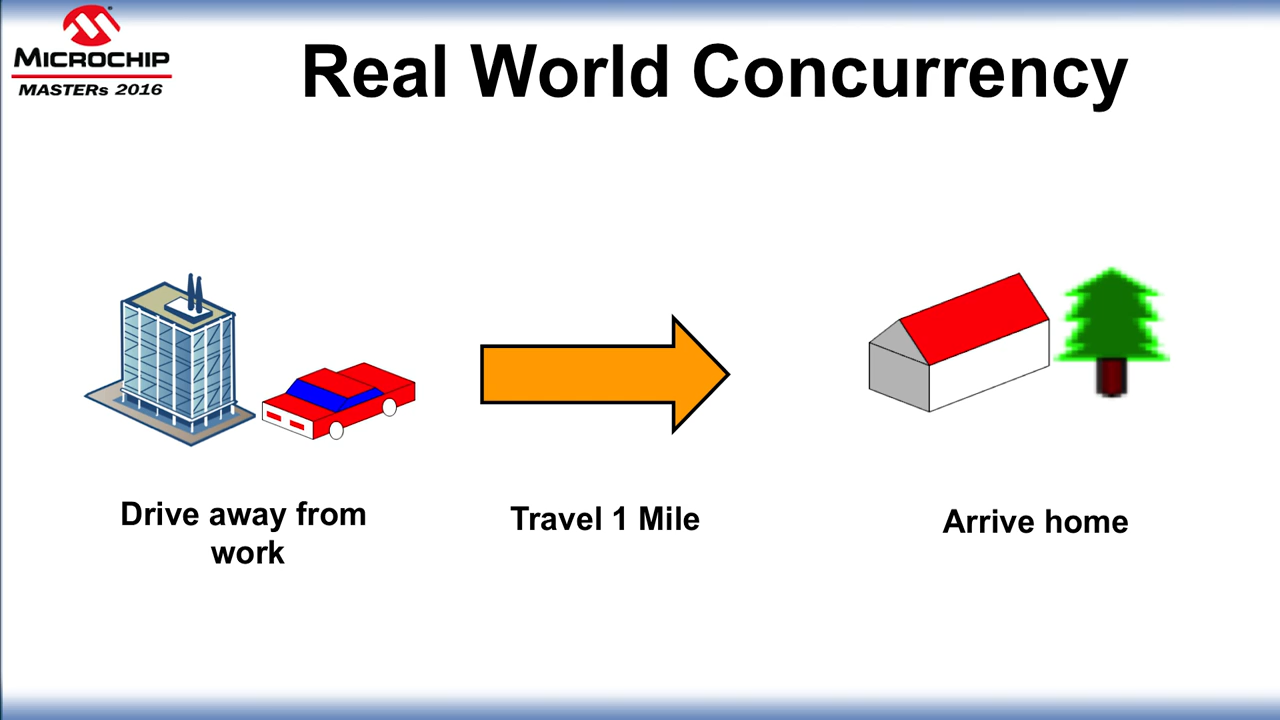 MICROCHIP
MASTERs 2016
Real World Concurrency
Drive away from
work
Travel 1 Mile
Arrive home